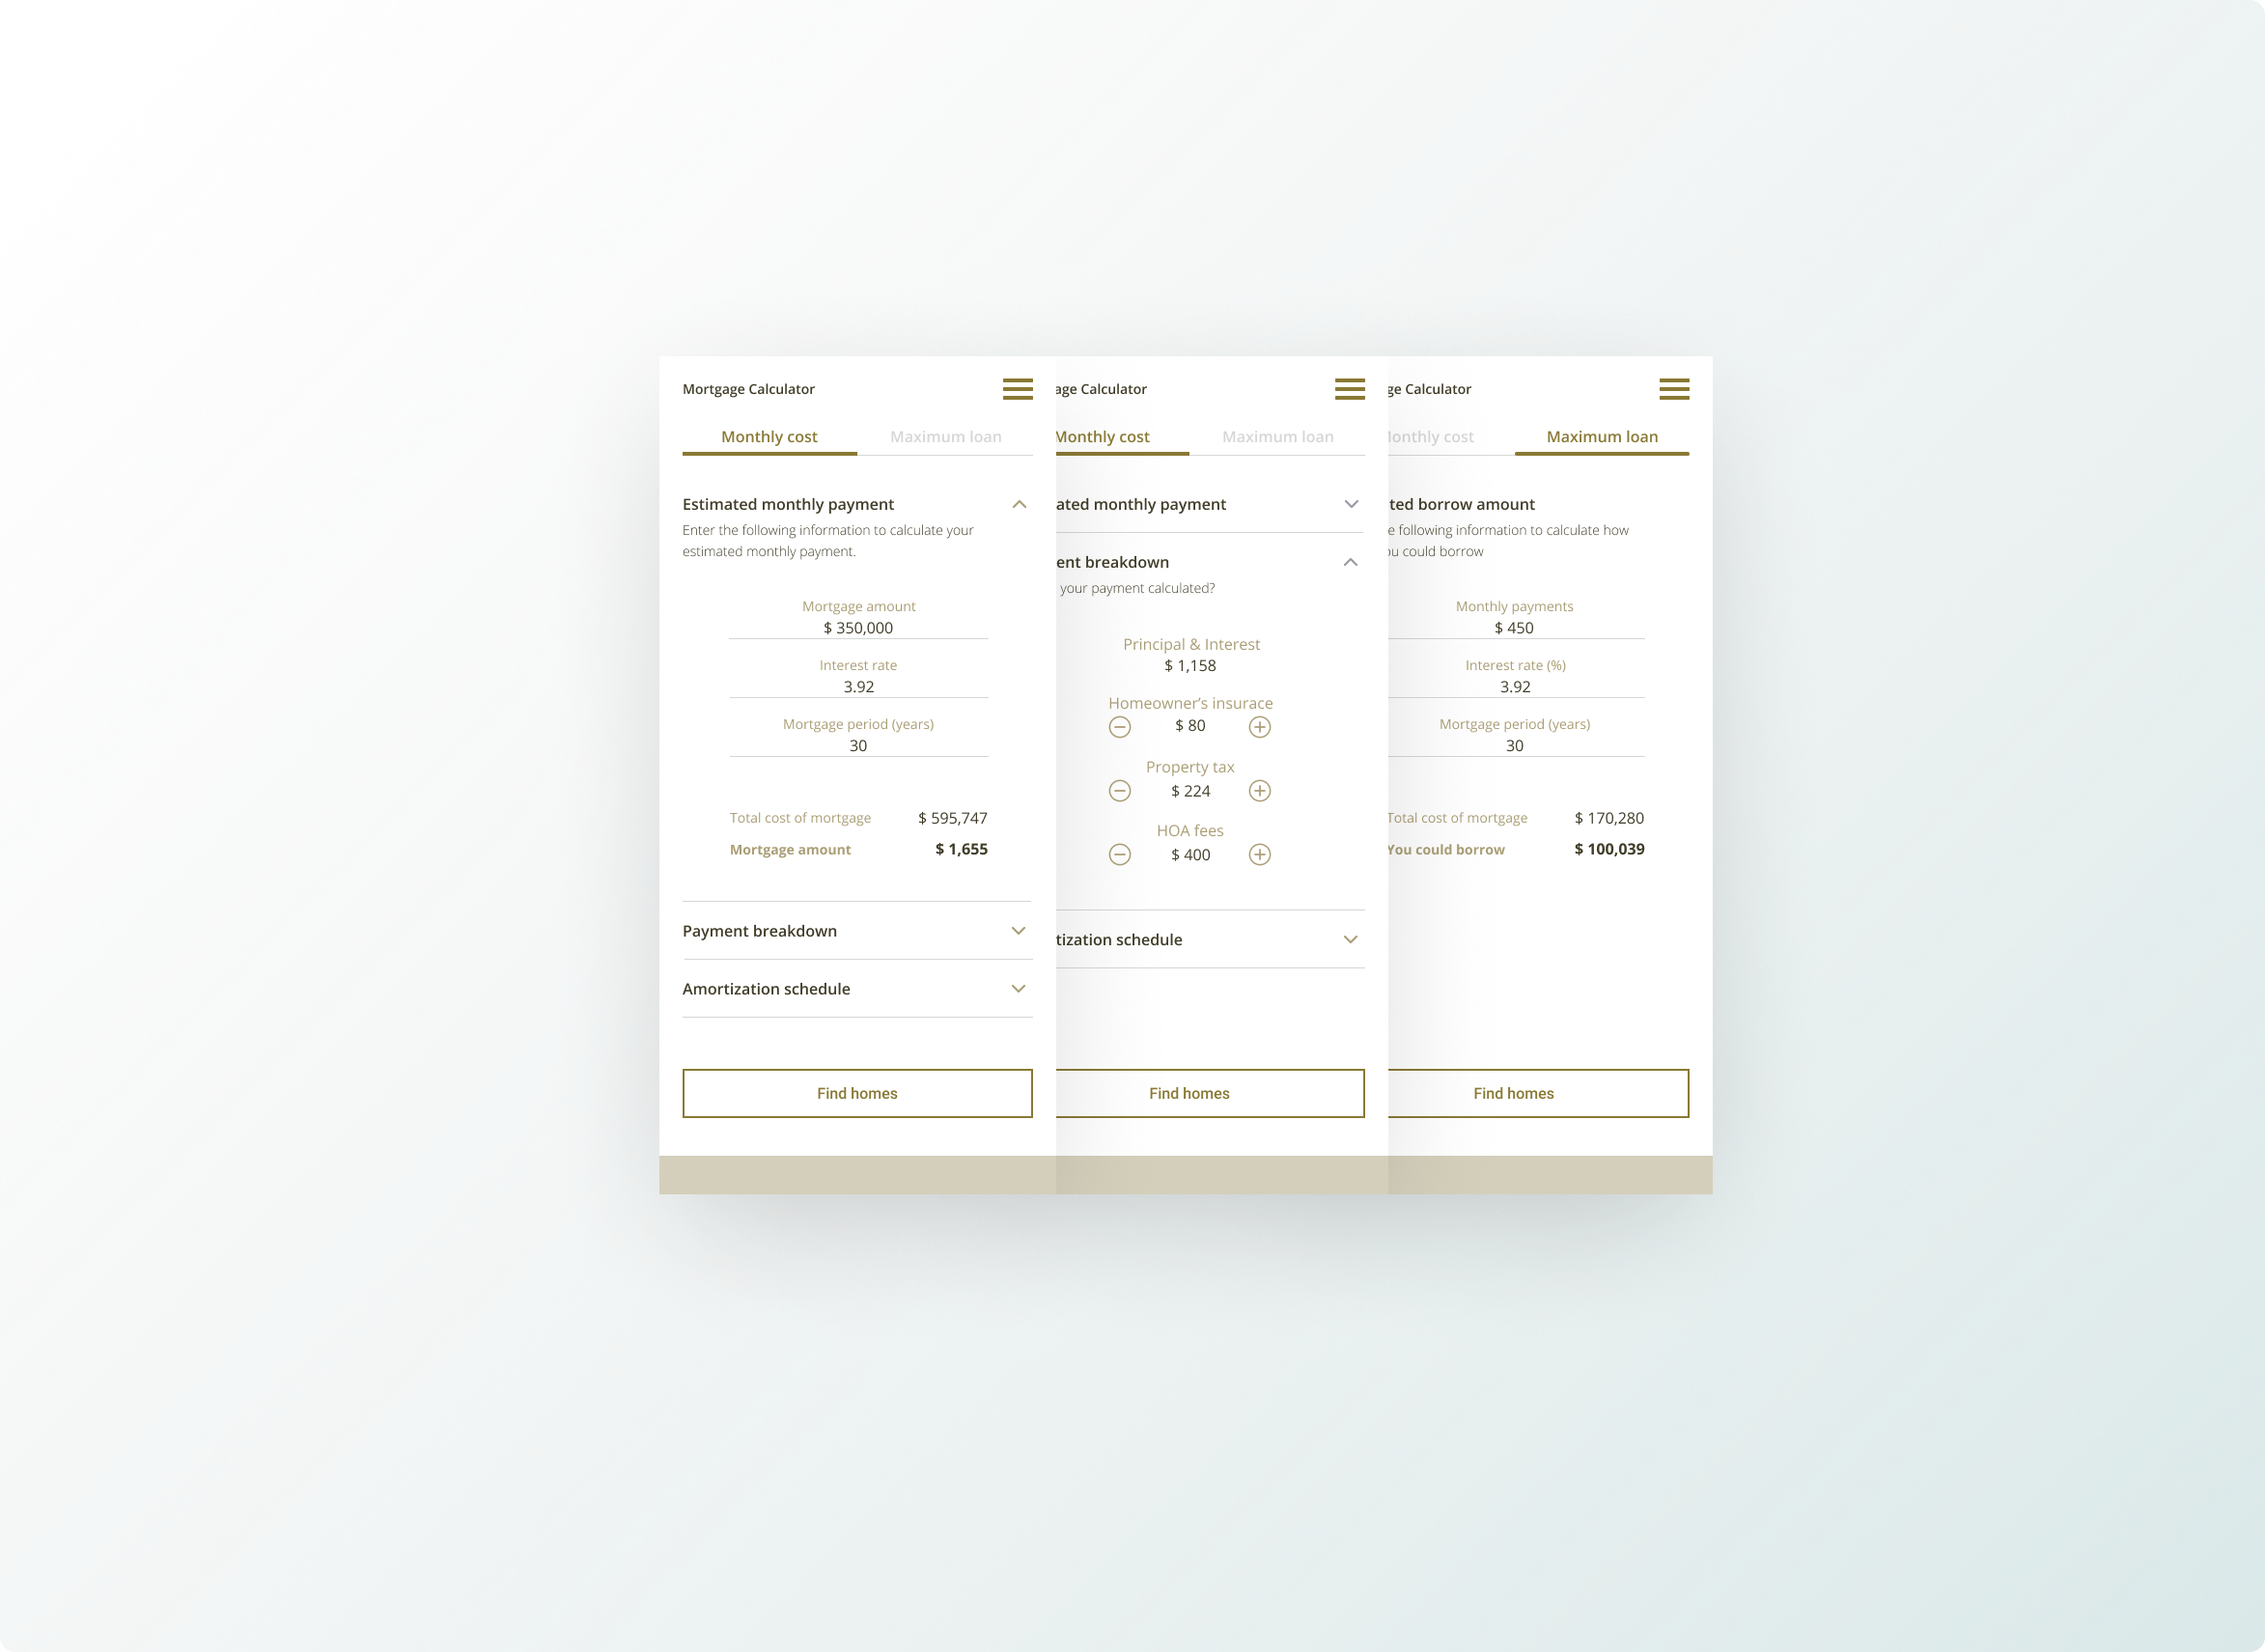 Mortgage Calculator
Monthly cost
Maximum loan
Estimated monthly payment
Enter the following information to calculate your
estimated monthly payment.
Mortgage amount
$ 350,000
Interest rate
3.92
Mortgage period (years)
30
Total cost of mortgage $ 595,747
Mortgage amount $ 1,655
Payment breakdown
Amortization schedule
Find homes
age Calculator
Monthly cost
Maximum loan
ated monthly payment
ent breakdown
your payment calculated?
Principal & Interest
$ 1,158
Homeowner’s insurace
$ 80
Property tax
$ 224
HOA fees
$ 400
tization schedule
Find homes
ge Calculator
onthly cost
Maximum loan
ted borrow amount
e following information to calculate how
ou could borrow
Monthly payments
$ 450
Interest rate (%)
3.92
Mortgage period (years)
30
Total cost of mortgage $ 170,280
You could borrow $ 100,039
Find homes